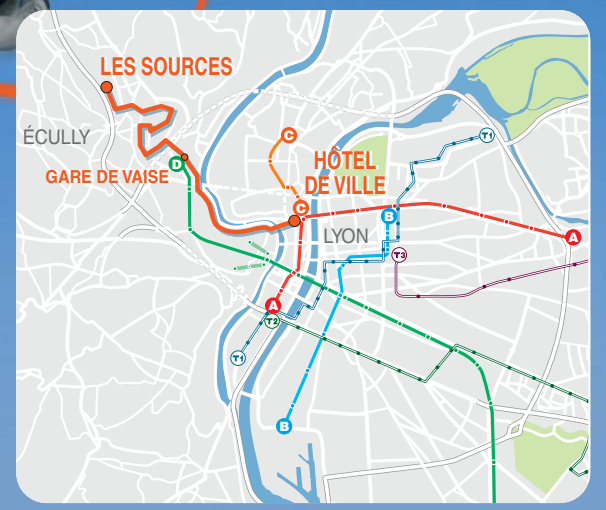 LES SOURCES
T1
C
ÉCULLY
HÔTEL
DE VILLE
D
GARE DE VAISE
C
B
LYON
A
T3
A
T2
T1
B